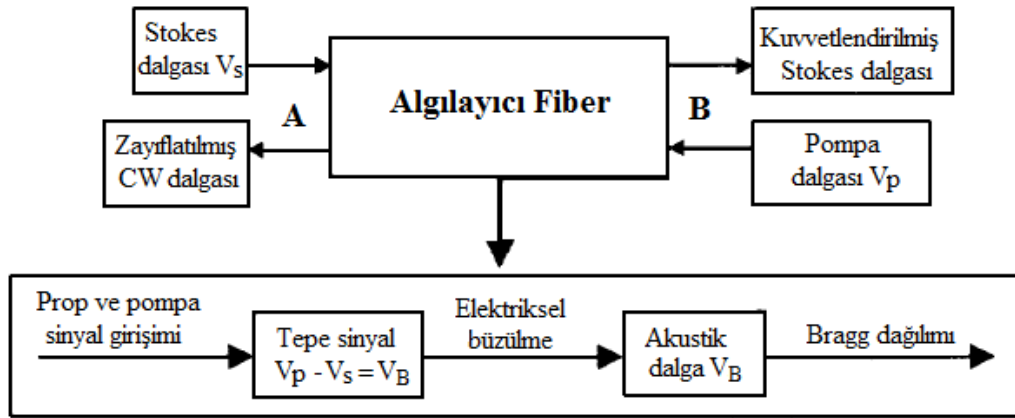 Stokes
dalgası Vs
Kuvvetlendirilmiş
Stokes dalgası
Algılayıcı Fiber
A
B
Zayıflatılmış
CW dalgası
Pompa
dalgası Vp
Prop ve pompa
sinyal girişimi
Tepe sinyal
Vp - Vs = VB
Elektriksel
büzülme
Akustik
dalga VB
Bragg dağılımı